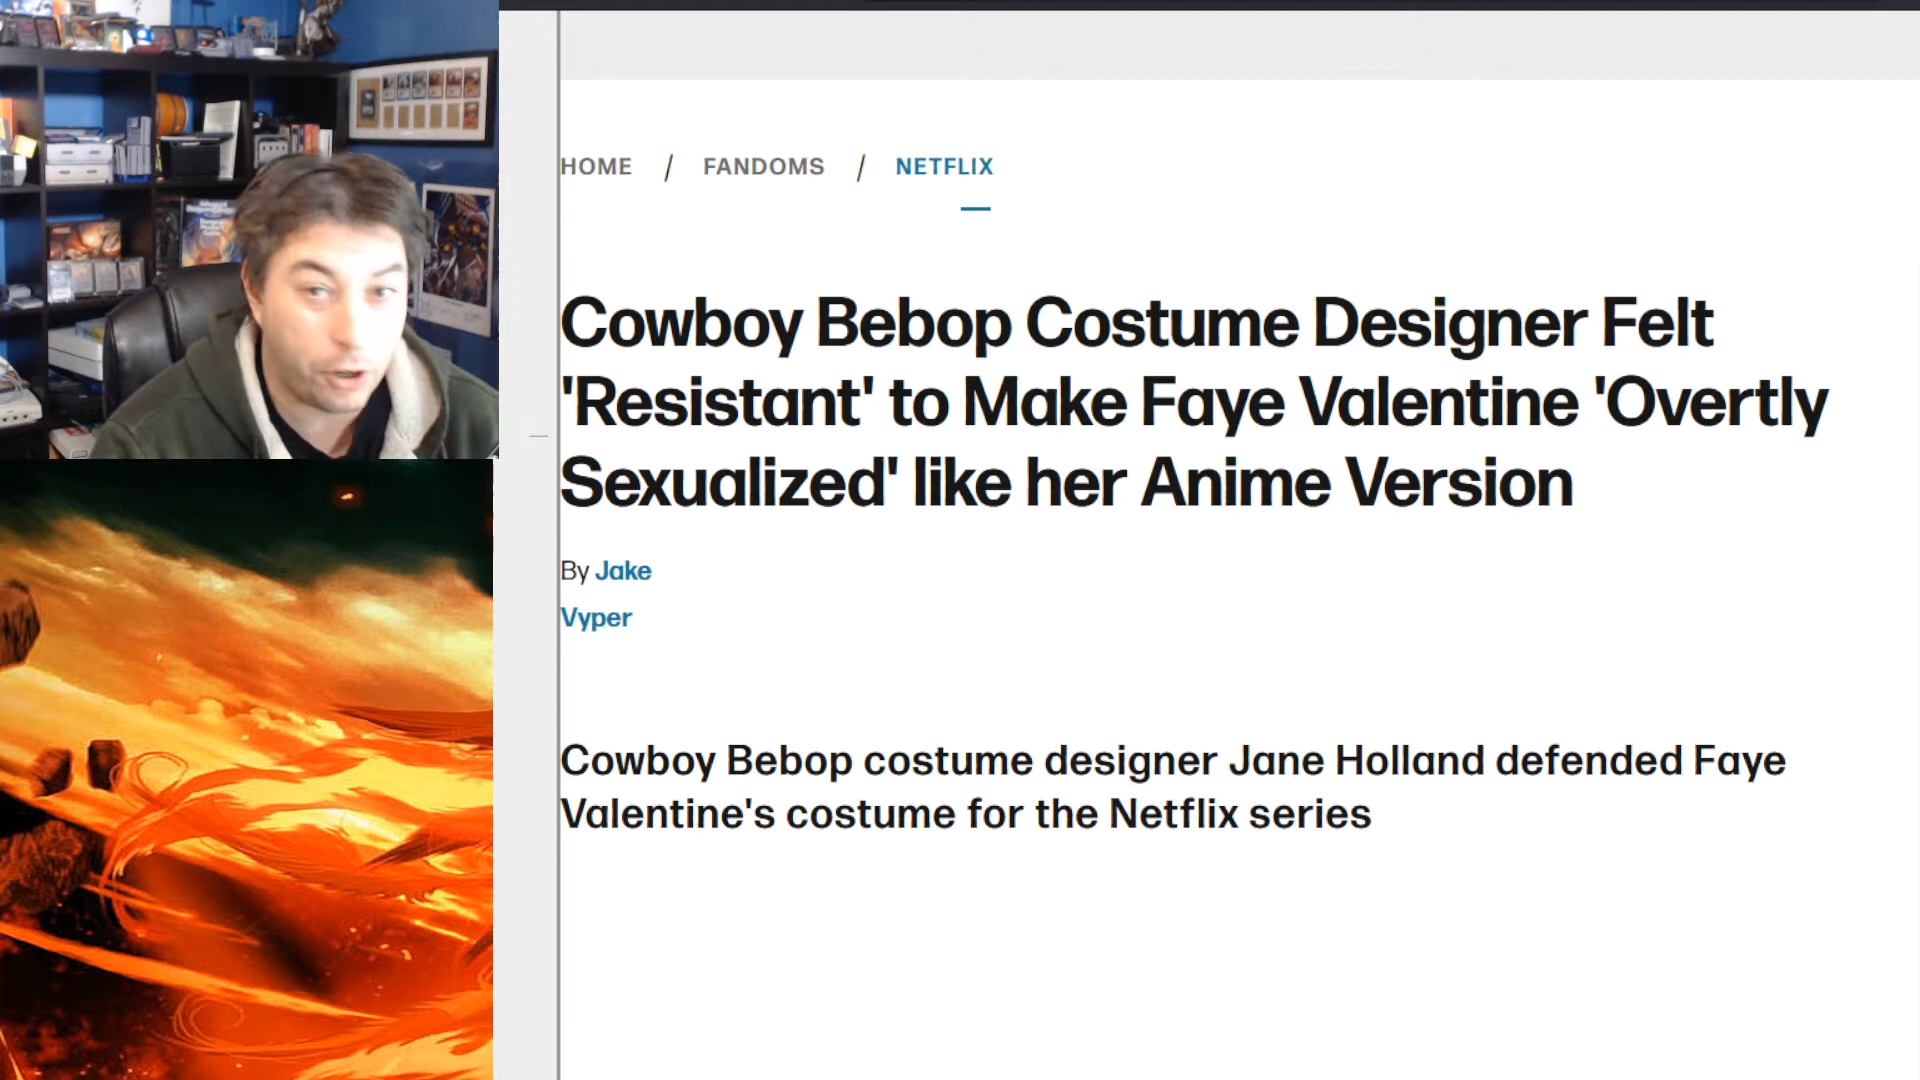 HOME / FANDOMS / NETFLIX
Cowboy Bebop Costume Designer Felt
'Resistant' to Make Faye Valentine 'Overtly
Sexualized' like her Anime Version
By Jake
Vyper
Cowboy Bebop costume designer Jane Holland defended Faye
Valentine's costume for the Netflix series